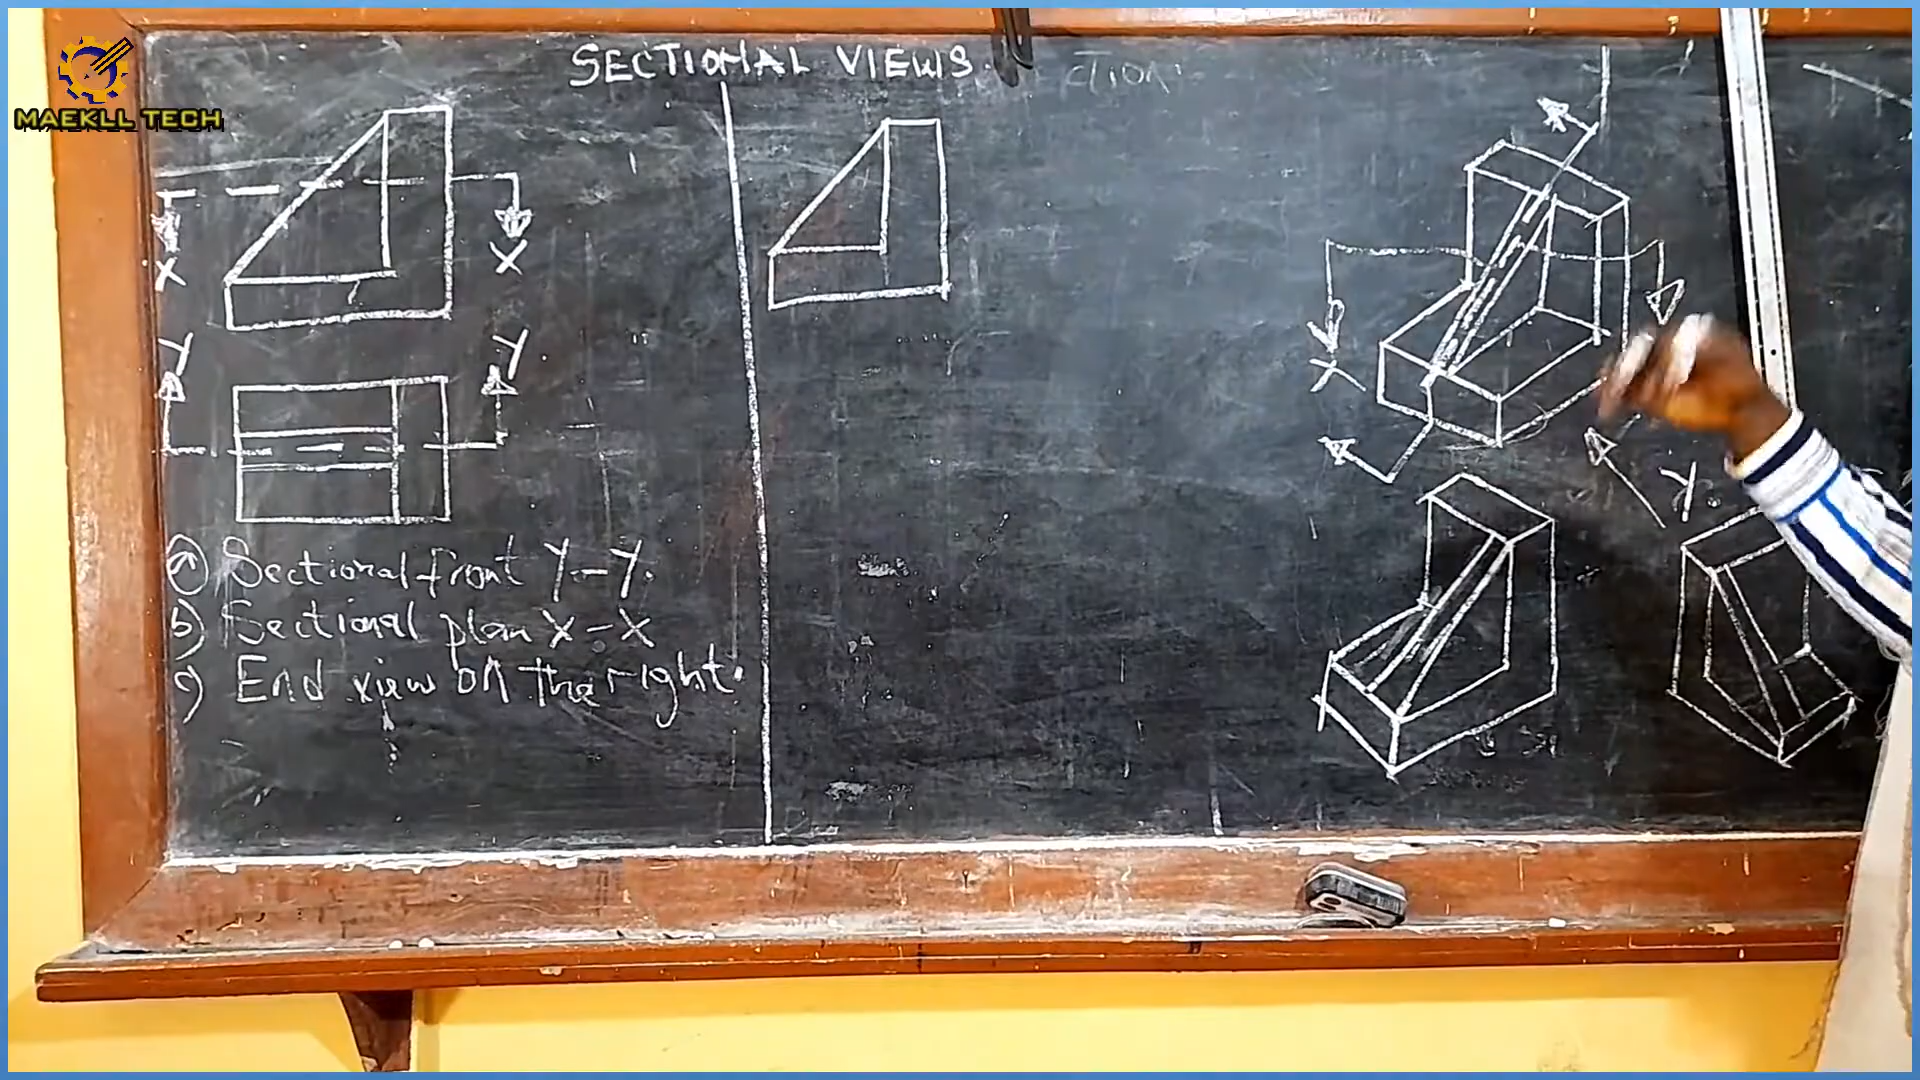 MAEKLL TECH
SECTIONAL VIEWS.
X
X
Y
Y
a) Sectional front Y-Y.
b) Sectional plan X-X
c) End view on the right.
X
Y